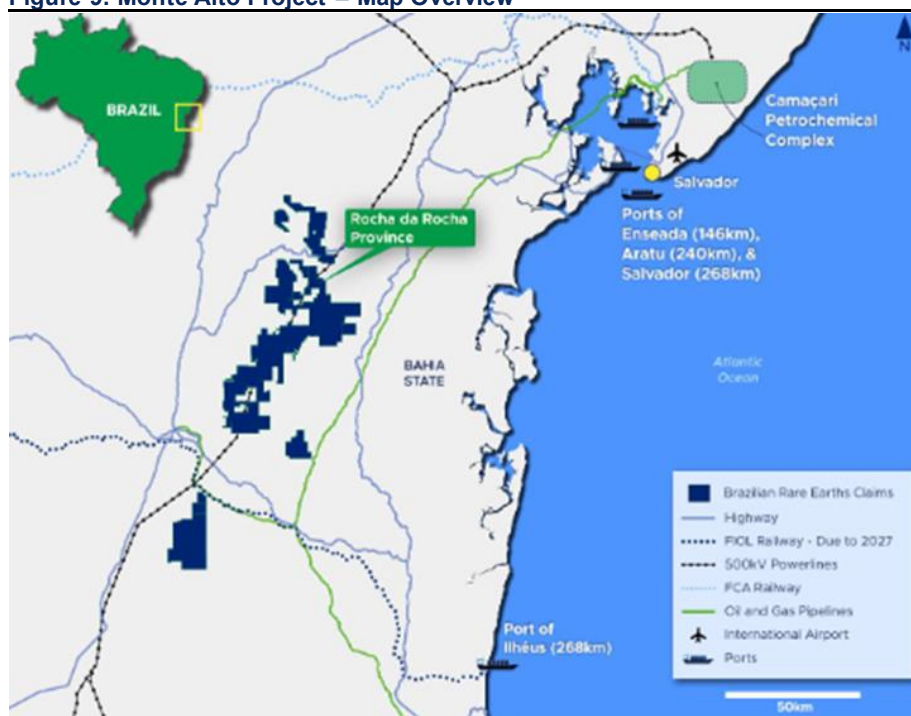 Figure 9: Monte Alto Project – Map Overview
N
BRAZIL
Camaçari
Petrochemical
Complex
Salvador
Rocha da Rocha
Province
Ports of
Enseada (146km),
Aratu (240km), &
Salvador (268km)
BAHIA
STATE
Atlantic
Ocean
Brazilian Rare Earths Claims
Highway
FIOL Railway - Due to 2027
500kV Powerlines
FCA Railway
Oil and Gas Pipelines
International Airport
Ports
Port of
Ilhéus (268km)
50km